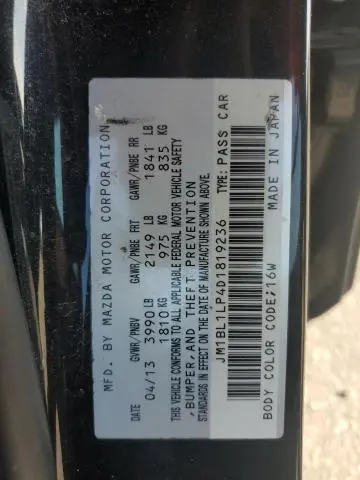 MFD. BY MAZDA MOTOR CORPORATION
DATE GVWR/PNBV GAWR/PNBE FRT GAWR/PNBE RR
04/13 3990 LB 2149 LB 1841 LB
1810 KG 975 KG 835 KG
THIS VEHICLE CONFORMS TO ALL APPLICABLE FEDERAL MOTOR VEHICLE SAFETY
,BUMPER, AND THEFT PREVENTION
STANDARDS IN EFFECT ON THE DATE OF MANUFACTURE SHOWN ABOVE.
JM1BL1LP4D1819236 TYPE: PASS CAR
BODY COLOR CODE;16W MADE IN JAPAN